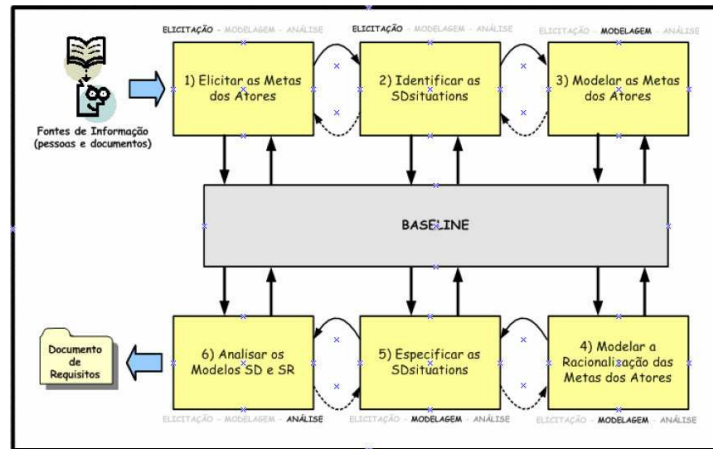 ELICITAÇÃO - MODELAGEM - ANÁLISE
ELICITAÇÃO - MODELAGEM - ANÁLISE
ELICITAÇÃO - MODELAGEM - ANÁLISE
1) Elicitar as Metas
dos Atores
2) Identificar as
SDsituations
3) Modelar as Metas
dos Atores
Fontes de Informação
(pessoas e documentos)
BASELINE
Documento
de
Requisitos
6) Analisar os
Modelos SD e SR
5) Especificar as
SDsituations
4) Modelar a
Racionalização das
Metas dos Atores
ELICITAÇÃO - MODELAGEM - ANÁLISE
ELICITAÇÃO - MODELAGEM - ANÁLISE
ELICITAÇÃO - MODELAGEM - ANÁLISE